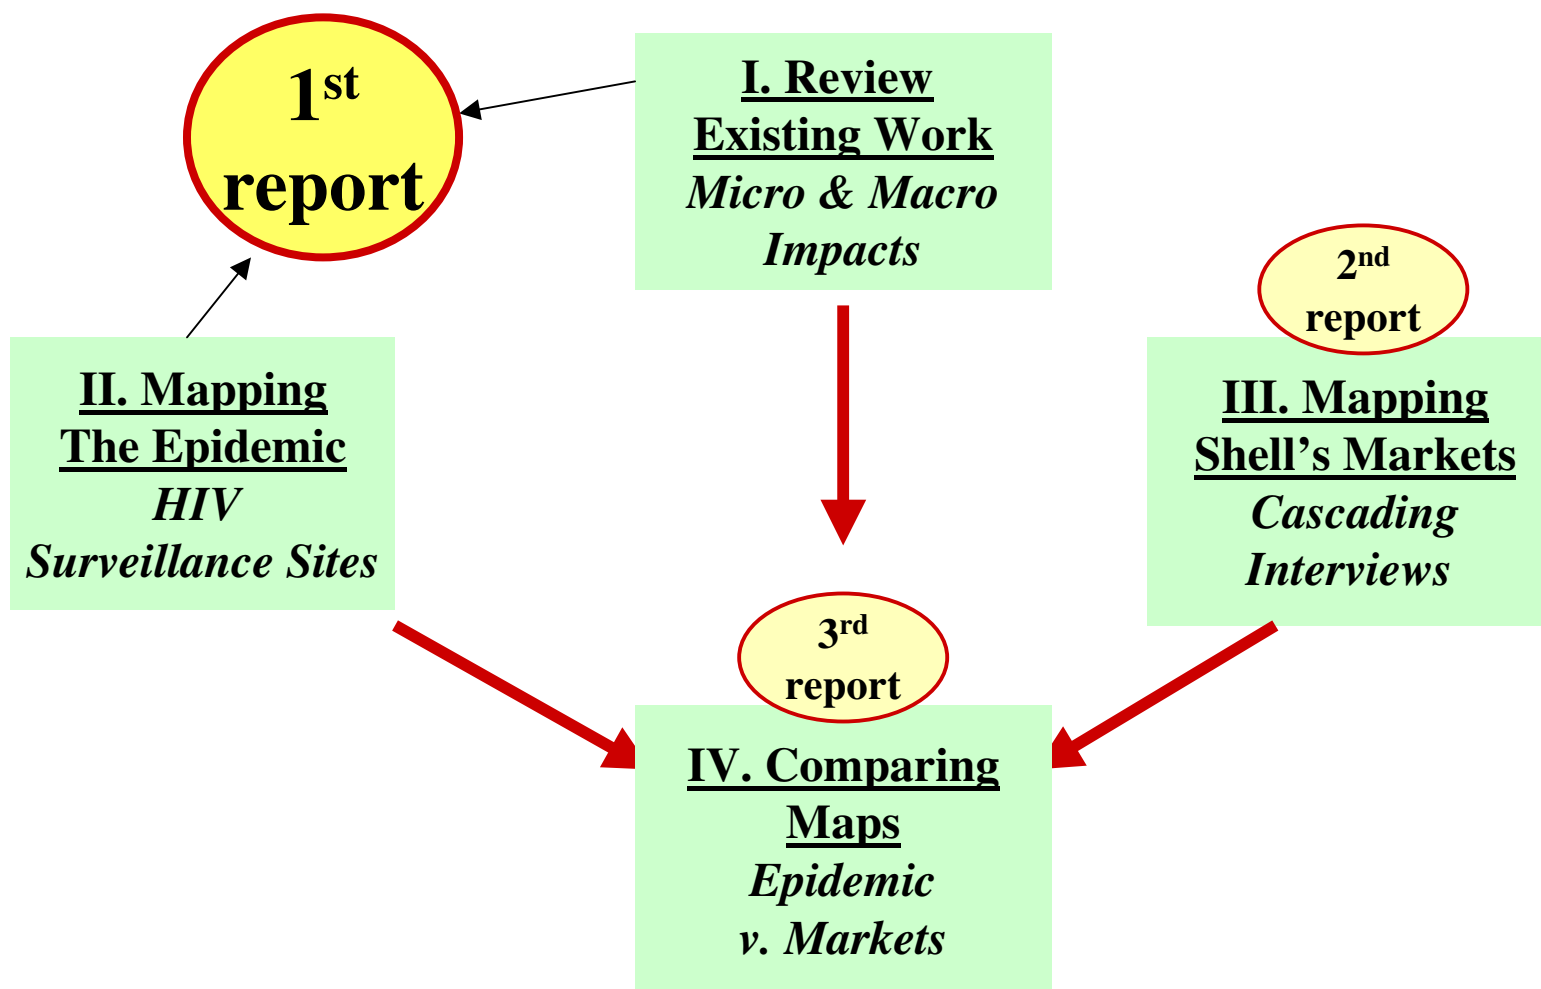 1st
report
I. Review
Existing Work
Micro & Macro
Impacts
2nd
report
II. Mapping
The Epidemic
HIV
Surveillance Sites
III. Mapping
Shell’s Markets
Cascading
Interviews
3rd
report
IV. Comparing
Maps
Epidemic
v. Markets